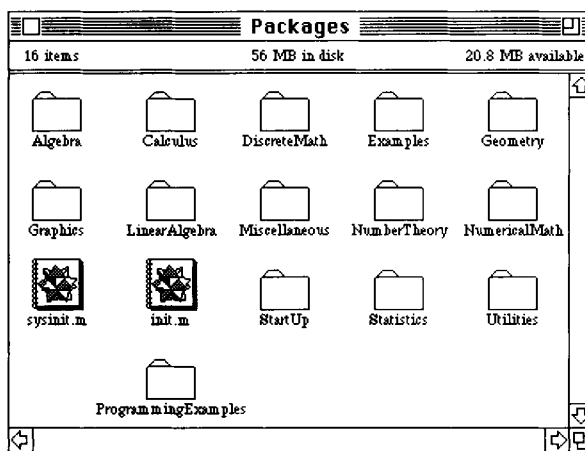 Packages
16 items 56 MB in disk 20.8 MB available
Algebra Calculus DiscreteMath Examples Geometry
Graphics LinearAlgebra Miscellaneous NumberTheory NumericalMath
sysinit.m init.m StartUp Statistics Utilities
ProgrammingExamples